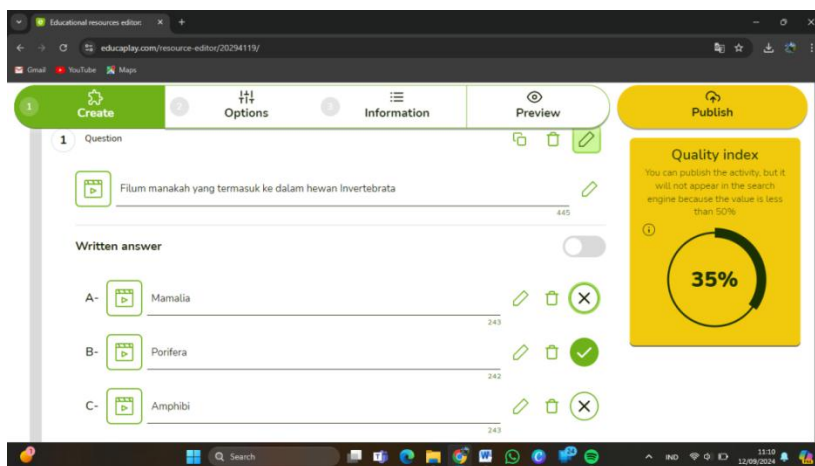 Educational resources editor:
educaplay.com/resource-editor/20294119/
Gmail YouTube Maps
1 Create
2 Options
3 Information
Preview
Publish
1 Question
Filum manakah yang termasuk ke dalam hewan Invertebrata
445
Written answer
A- Mamalia
243
B- Porifera
242
C- Amphibi
243
Quality index
You can publish the activity, but it
will not appear in the search
engine because the value is less
than 50%
35%
Search
IND
11:10
12/09/2024